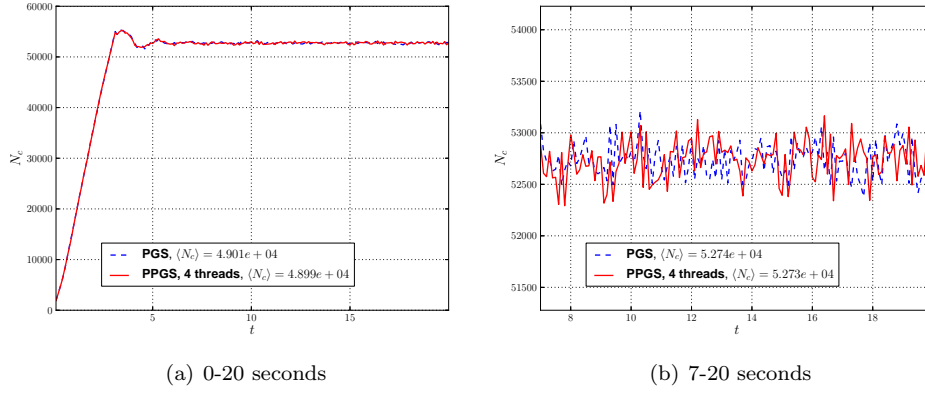 60000
50000
40000
30000
20000
10000
0
N_c
5
10
15
t
PGS, ⟨N_c⟩ = 4.901e + 04
PPGS, 4 threads, ⟨N_c⟩ = 4.899e + 04
(a) 0-20 seconds
54000
53500
53000
52500
52000
51500
N_c
8
10
12
14
16
18
t
PGS, ⟨N_c⟩ = 5.274e + 04
PPGS, 4 threads, ⟨N_c⟩ = 5.273e + 04
(b) 7-20 seconds